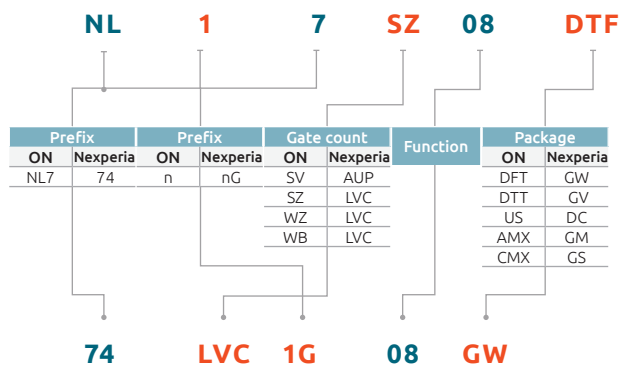 NL 1 7 SZ 08 DTF
Prefix Prefix Gate count Function Package
ON Nexperia ON Nexperia ON Nexperia ON Nexperia
NL7 74 n nG SV AUP DFT GW
SZ LVC DTT GV
WZ LVC US DC
WB LVC AMX GM
CMX GS
74 LVC 1G 08 GW